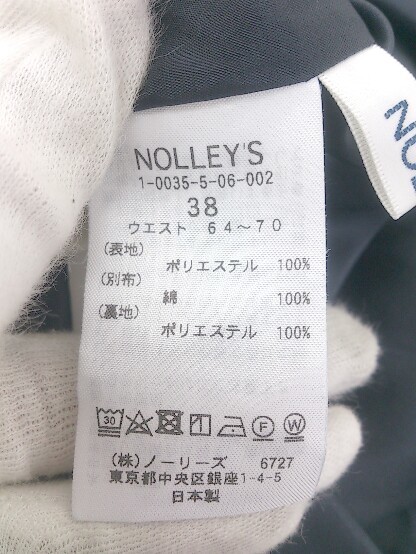 NOLLEY'S
1-0035-5-06-002
38
ウエスト 64～70
(表地)
ポリエステル 100%
(別布)
綿 100%
(裏地)
ポリエステル 100%
30
F W
(株)ノーリーズ 6727
東京都中央区銀座1-4-5
日本製